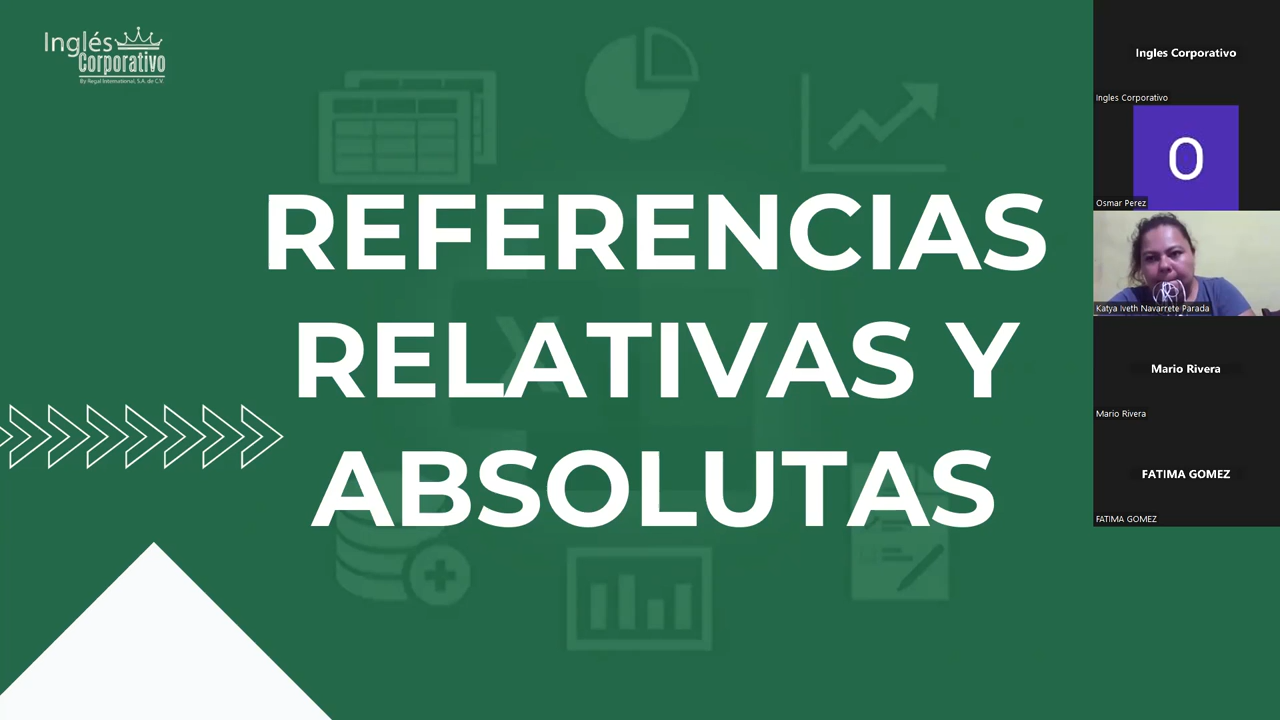 Inglés
Corporativo
By Regal International, S.A. de C.V.
REFERENCIAS
RELATIVAS Y
ABSOLUTAS
Ingles Corporativo
Ingles Corporativo
O
Osmar Perez
Katya Iveth Navarrete Parada
Mario Rivera
Mario Rivera
FATIMA GOMEZ
FATIMA GOMEZ